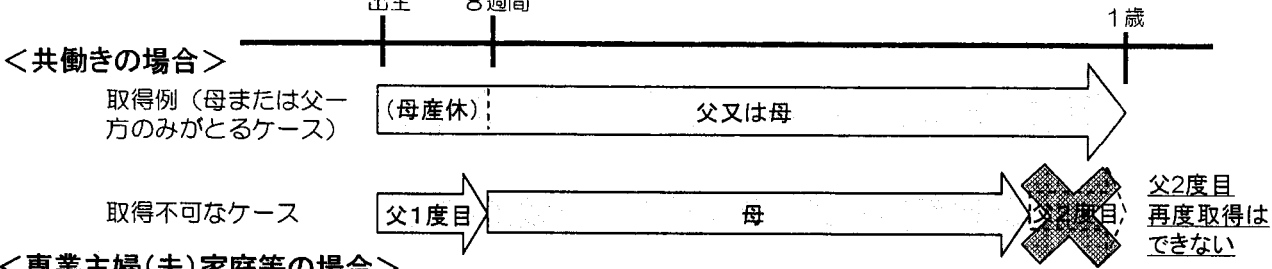 出生
8週間
1歳
＜共働きの場合＞
取得例（母または父一
方のみがとるケース）
(母産休)
父又は母
取得不可なケース
父1度目
母
父2度目
父2度目
再度取得は
できない
＜専業主婦(夫)家庭等の場合＞